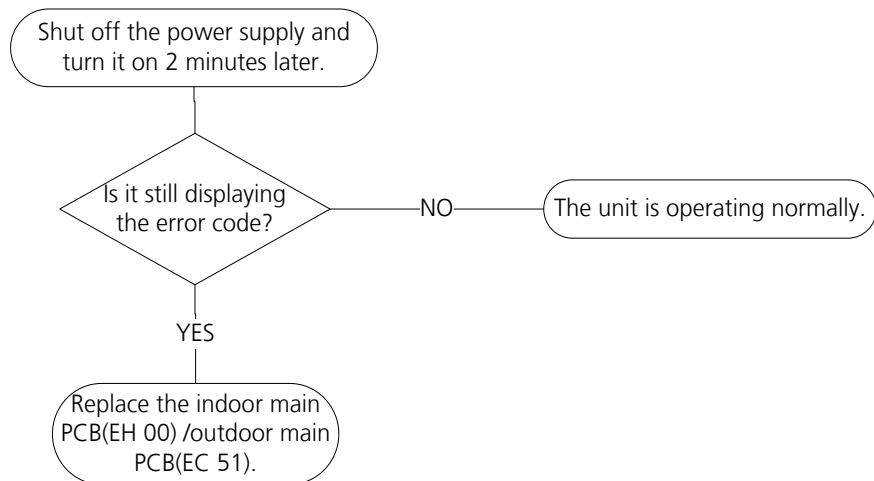 Shut off the power supply and
turn it on 2 minutes later.
Is it still displaying
the error code?
NO
The unit is operating normally.
YES
Replace the indoor main
PCB(EH 00) /outdoor main
PCB(EC 51).